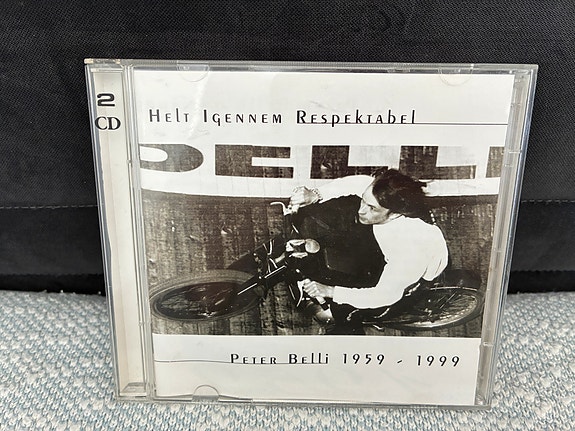 2
CD
Helt Igennem Respektabel
BELLI
Peter Belli 1959 - 1999